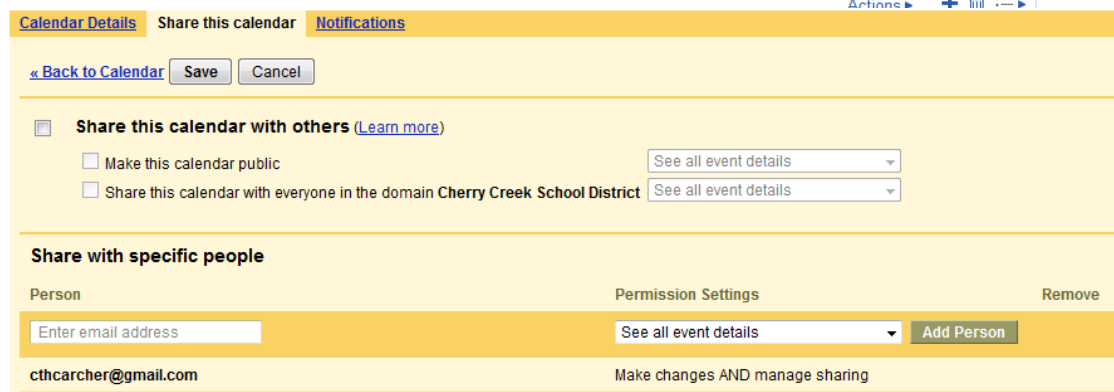 Actions
Calendar Details Share this calendar Notifications
« Back to Calendar Save Cancel
Share this calendar with others (Learn more)
Make this calendar public See all event details
Share this calendar with everyone in the domain Cherry Creek School District See all event details
Share with specific people
Person Permission Settings Remove
Enter email address See all event details Add Person
cthcarcher@gmail.com Make changes AND manage sharing